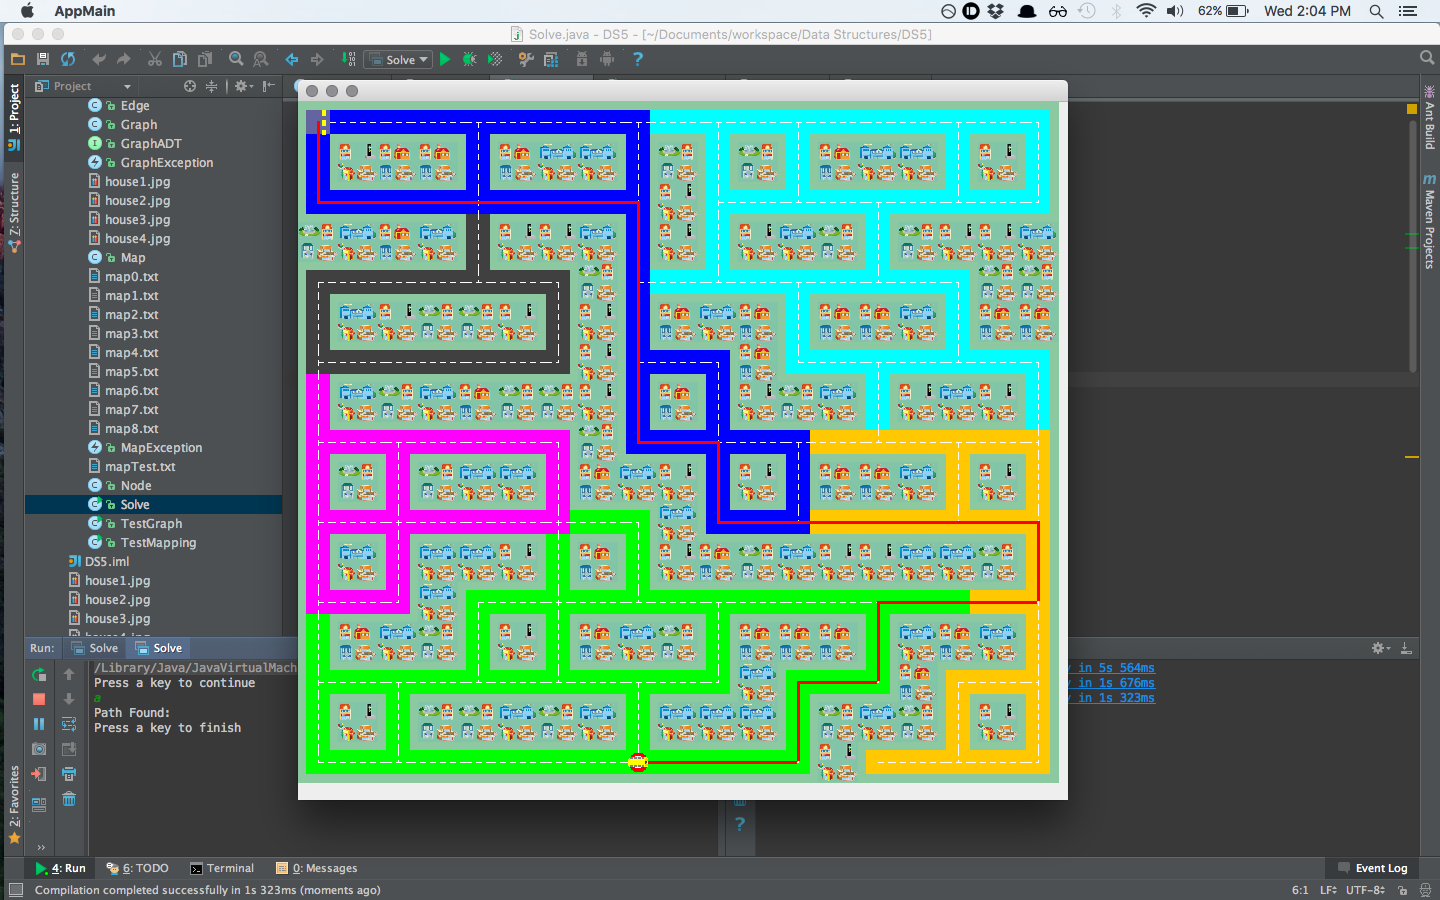 AppMain
62%
Wed 2:04 PM
Solve.java - DS5 - [~/Documents/workspace/Data Structures/DS5]
Solve
1: Project
Z: Structure
2: Favorites
Project
Edge
Graph
GraphADT
GraphException
house1.jpg
house2.jpg
house3.jpg
house4.jpg
Map
map0.txt
map1.txt
map2.txt
map3.txt
map4.txt
map5.txt
map6.txt
map7.txt
map8.txt
MapException
mapTest.txt
Node
Solve
TestGraph
TestMapping
DS5.iml
house1.jpg
house2.jpg
house3.jpg
Ant Build
Maven Projects
Run:
Solve
Solve
/Library/Java/JavaVirtualMach
Press a key to continue
a
Path Found:
Press a key to finish
y in 5s 564ms
y in 1s 676ms
y in 1s 323ms
4: Run
6: TODO
Terminal
0: Messages
Event Log
Compilation completed successfully in 1s 323ms (moments ago)
6:1
LF
UTF-8